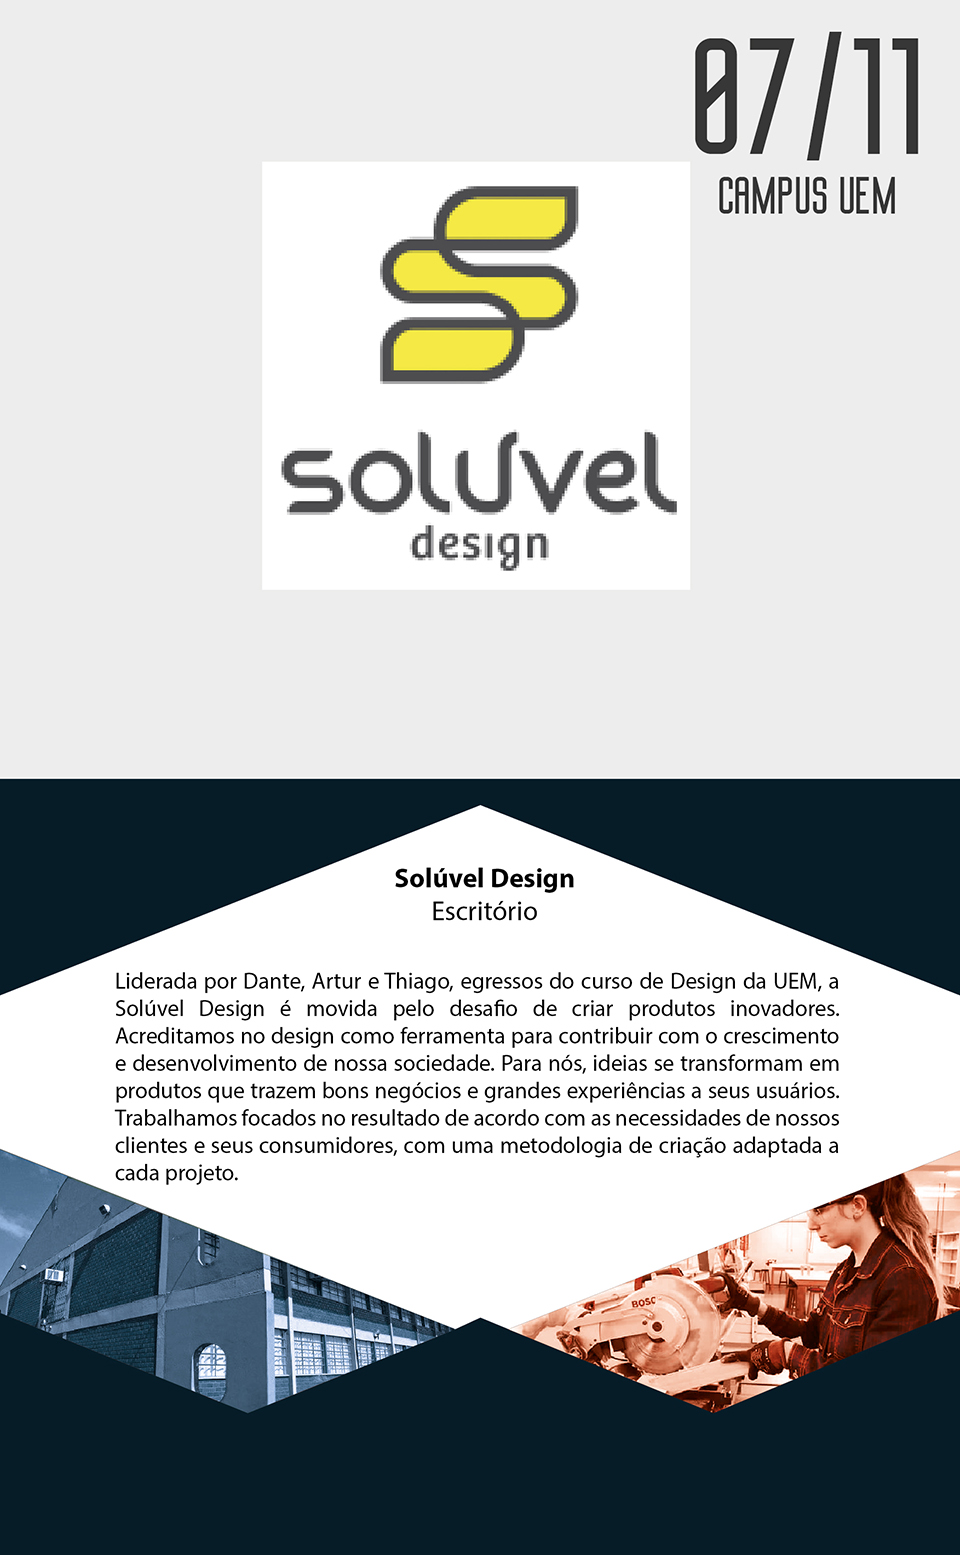 07/11
CAMPUS UEM
solúvel
design
Solúvel Design
Escritório
Liderada por Dante, Artur e Thiago, egressos do curso de Design da UEM, a
Solúvel Design é movida pelo desafio de criar produtos inovadores.
Acreditamos no design como ferramenta para contribuir com o crescimento
e desenvolvimento de nossa sociedade. Para nós, ideias se transformam em
produtos que trazem bons negócios e grandes experiências a seus usuários.
Trabalhamos focados no resultado de acordo com as necessidades de nossos
clientes e seus consumidores, com uma metodologia de criação adaptada a
cada projeto.
BOSC